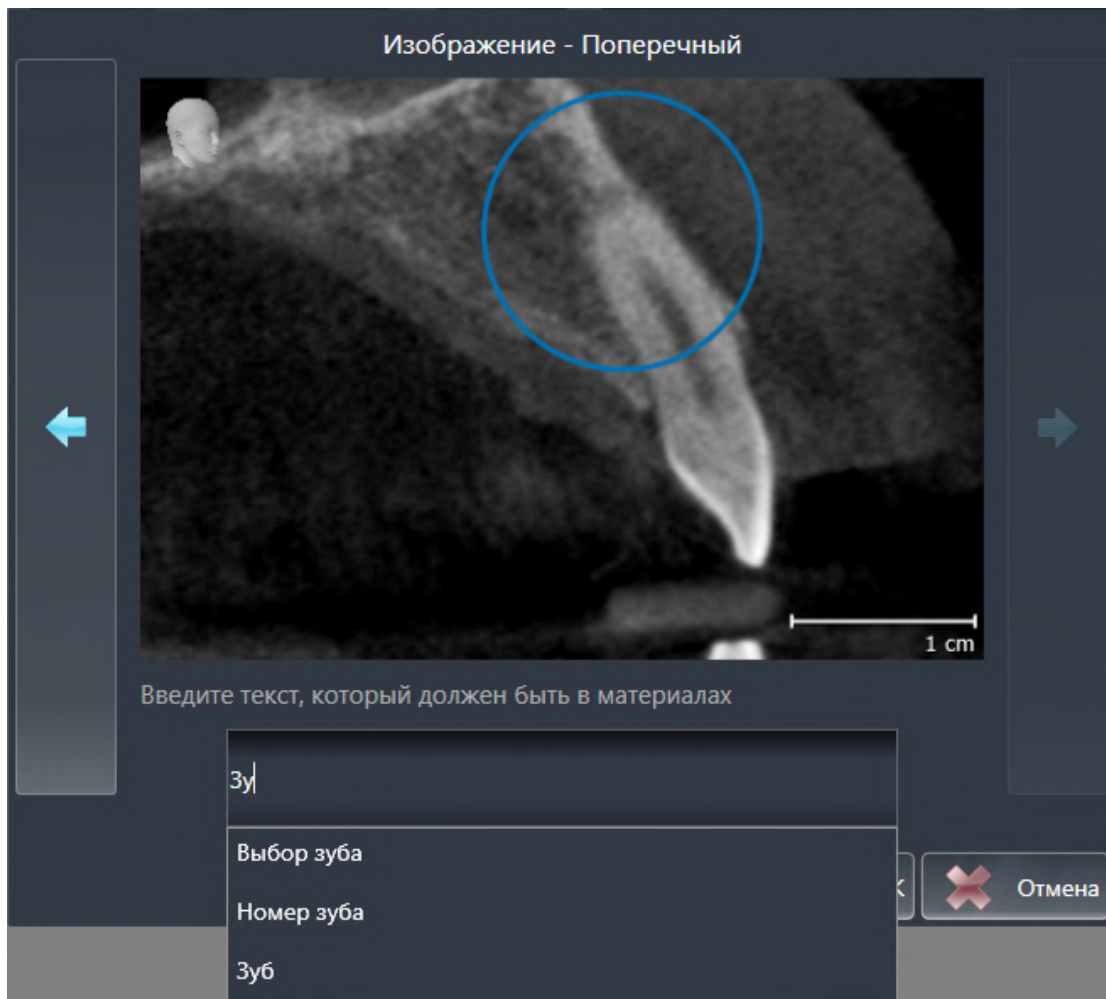 Изображение - Поперечный
1 cm
Введите текст, который должен быть в материалах
Зу
Выбор зуба
Номер зуба
Зуб
Отмена